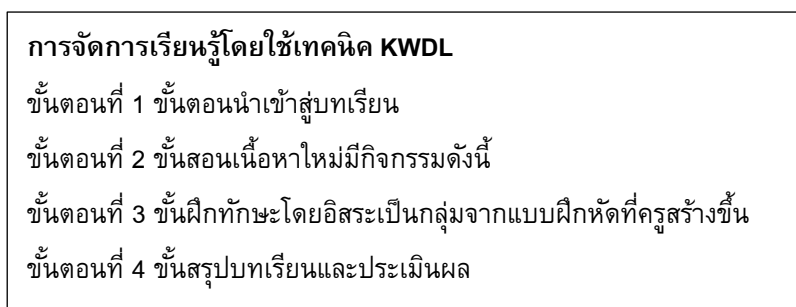 การจัดการเรียนรู้โดยใช้เทคนิค KWDL
ขั้นตอนที่ 1 ขั้นตอนนำเข้าสู่บทเรียน
ขั้นตอนที่ 2 ขั้นสอนเนื้อหาใหม่มีกิจกรรมดังนี้
ขั้นตอนที่ 3 ขั้นฝึกทักษะโดยอิสระเป็นกลุ่มจากแบบฝึกหัดที่ครูสร้างขึ้น
ขั้นตอนที่ 4 ขั้นสรุปบทเรียนและประเมินผล